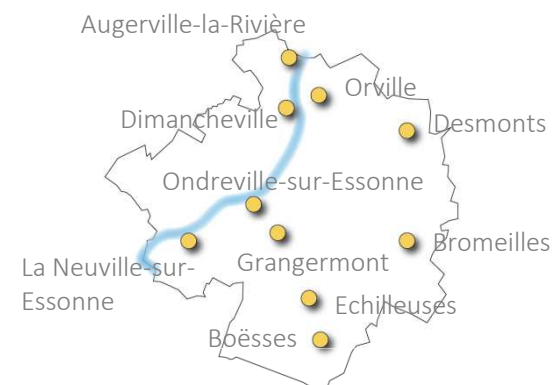 Augerville-la-Rivière
Orville
Dimancheville
Desmonts
Ondreville-sur-Essonne
Bromeilles
Grangermont
La Neuville-sur-
Essonne
Echilleuses
Boësses